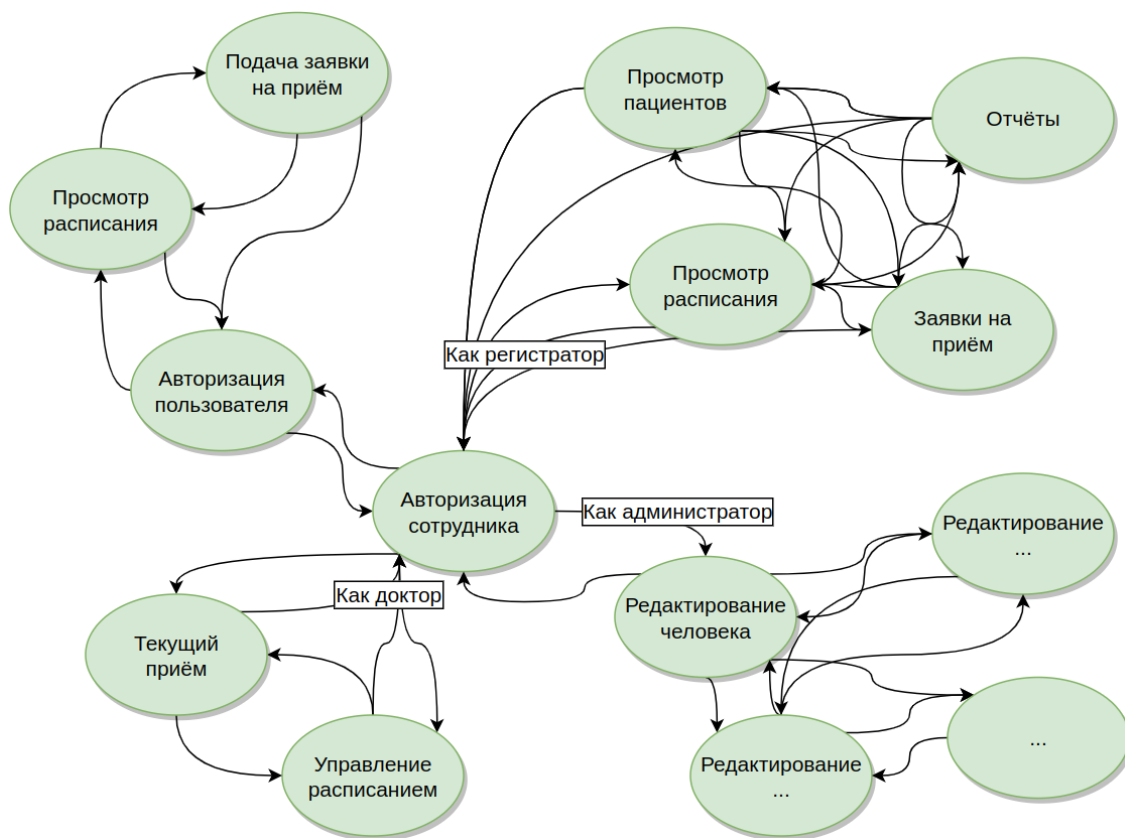 Подача заявки
на приём
Просмотр
пациентов
Отчёты
Просмотр
расписания
Просмотр
расписания
Заявки на
приём
Как регистратор
Авторизация
пользователя
Авторизация
сотрудника
Как администратор
Редактирование
...
Как доктор
Редактирование
человека
Текущий
приём
...
Управление
расписанием
Редактирование
...